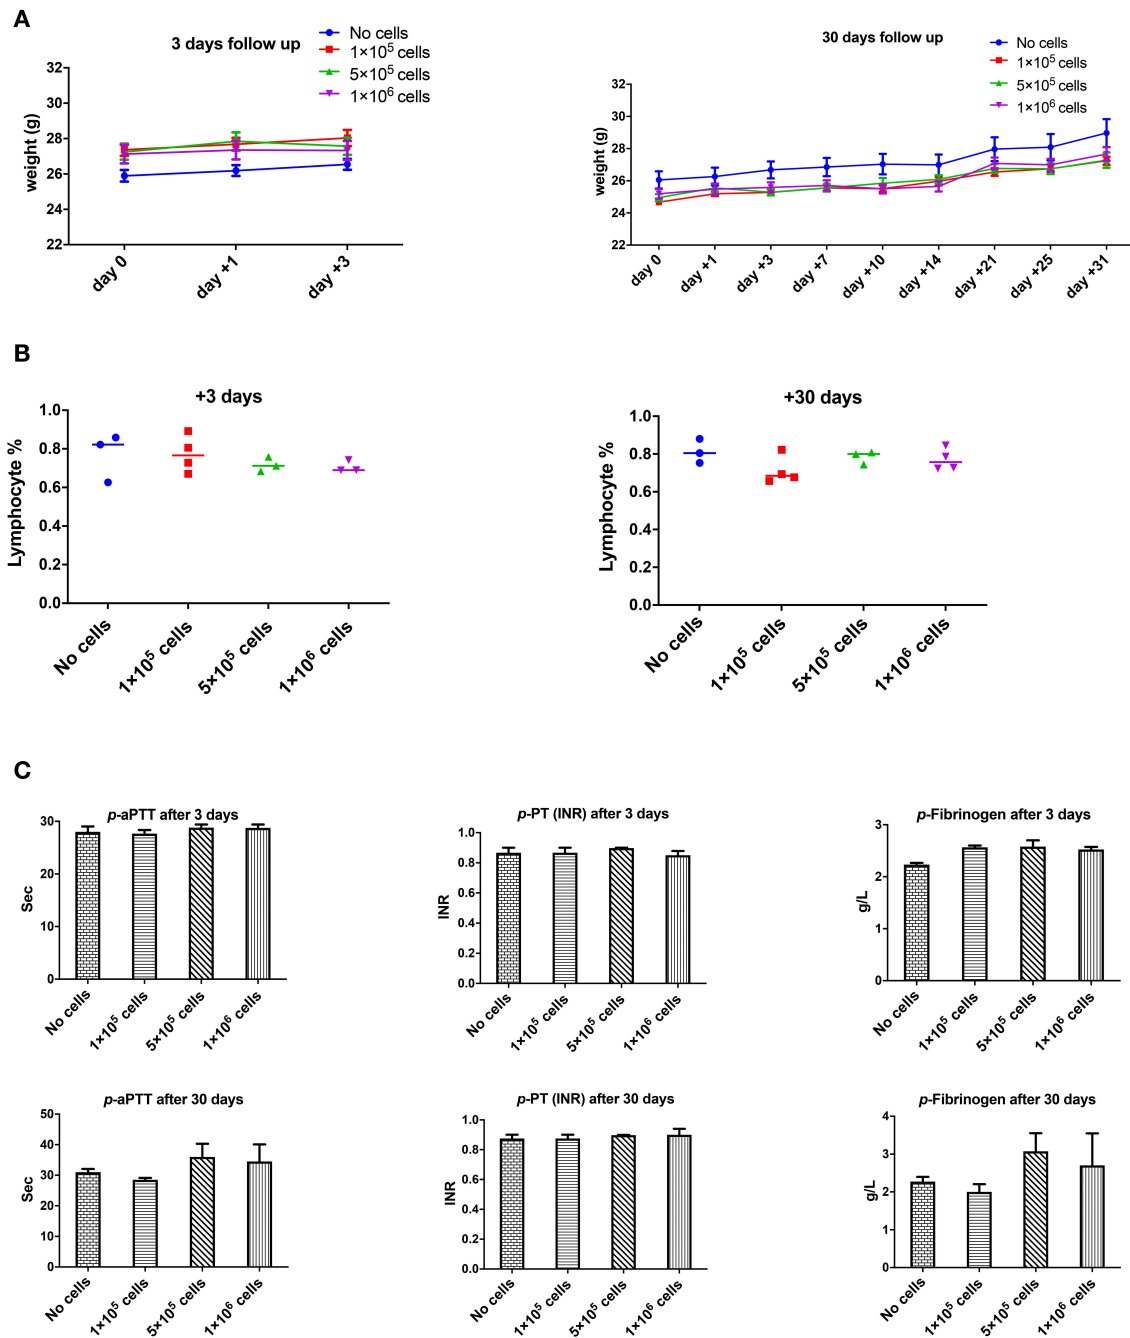 A
3 days follow up
No cells
1×10⁵ cells
5×10⁵ cells
1×10⁶ cells
weight (g)
32
30
28
26
24
22
day 0
day +1
day +3
30 days follow up
No cells
1×10⁵ cells
5×10⁵ cells
1×10⁶ cells
weight (g)
32
30
28
26
24
22
day 0
day +1
day +3
day +7
day +10
day +14
day +21
day +25
day +31
B
+3 days
Lymphocyte %
1.0
0.8
0.6
0.4
0.2
0.0
No cells
1×10⁵ cells
5×10⁵ cells
1×10⁶ cells
+30 days
Lymphocyte %
1.0
0.8
0.6
0.4
0.2
0.0
No cells
1×10⁵ cells
5×10⁵ cells
1×10⁶ cells
C
p-aPTT after 3 days
Sec
30
20
10
0
No cells
1×10⁵ cells
5×10⁵ cells
1×10⁶ cells
p-PT (INR) after 3 days
INR
1.0
0.8
0.6
0.4
0.2
0.0
No cells
1×10⁵ cells
5×10⁵ cells
1×10⁶ cells
p-Fibrinogen after 3 days
g/L
3
2
1
0
No cells
1×10⁵ cells
5×10⁵ cells
1×10⁶ cells
p-aPTT after 30 days
Sec
50
40
30
20
10
0
No cells
1×10⁵ cells
5×10⁵ cells
1×10⁶ cells
p-PT (INR) after 30 days
INR
1.0
0.8
0.6
0.4
0.2
0.0
No cells
1×10⁵ cells
5×10⁵ cells
1×10⁶ cells
p-Fibrinogen after 30 days
g/L
4
3
2
1
0
No cells
1×10⁵ cells
5×10⁵ cells
1×10⁶ cells